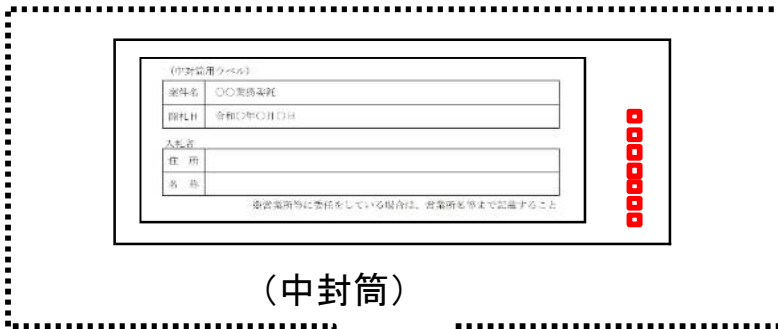 (中封筒用ラベル)
案件名 〇〇業務委託
開札日 令和〇年〇月〇日
入札者
住 所
名 称
※営業所等に委任をしている場合は、営業所名等まで記載すること
(中封筒)